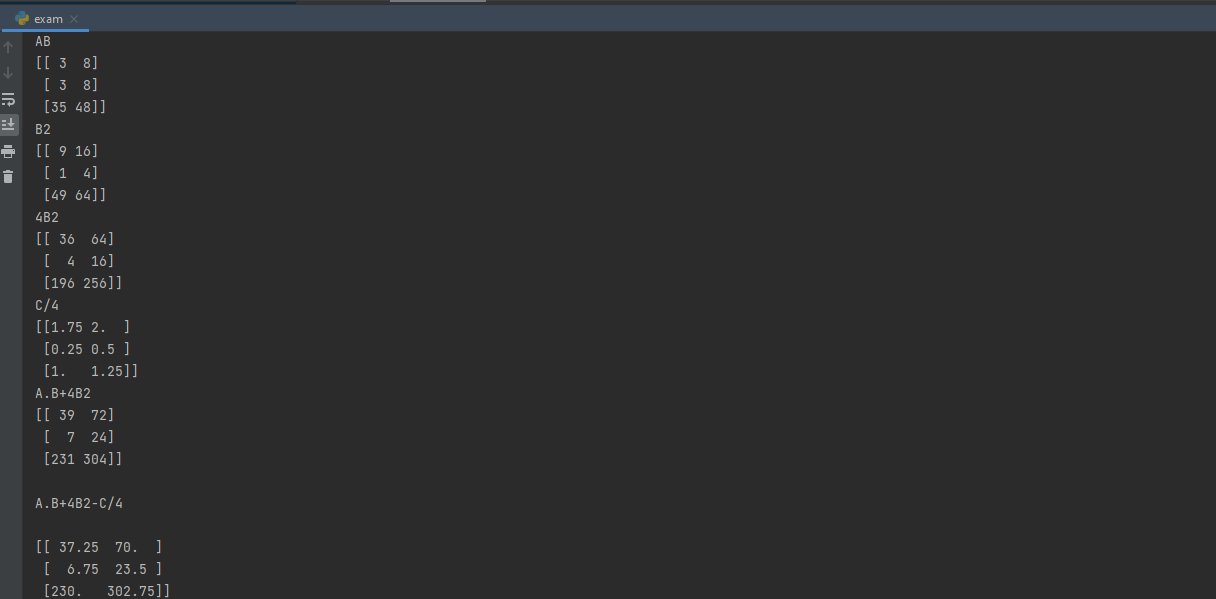 exam
AB
[[ 3  8]
 [ 3  8]
 [35 48]]
B2
[[ 9 16]
 [ 1  4]
 [49 64]]
4B2
[[ 36  64]
 [  4  16]
 [196 256]]
C/4
[[1.75 2.  ]
 [0.25 0.5 ]
 [1.   1.25]]
A.B+4B2
[[ 39  72]
 [  7  24]
 [231 304]]
A.B+4B2-C/4
[[ 37.25  70.  ]
 [  6.75  23.5 ]
 [230.   302.75]]